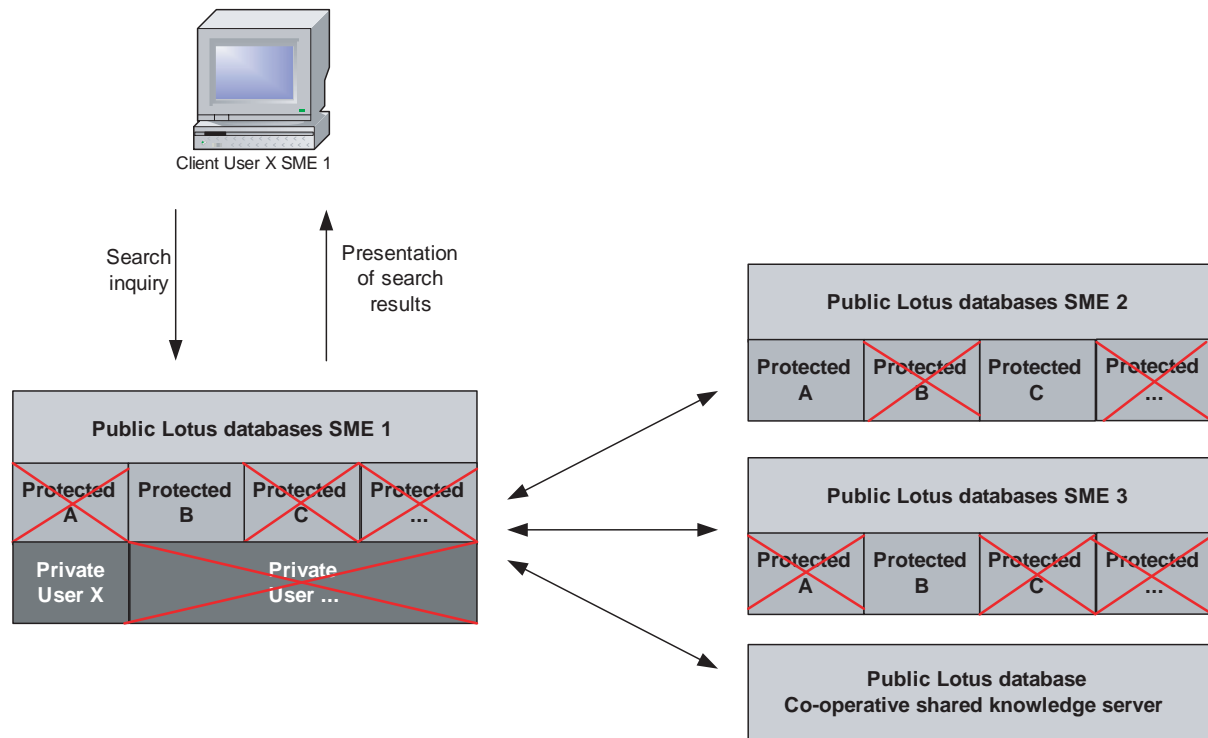 Client User X SME 1
Search
inquiry
Presentation
of search
results
Public Lotus databases SME 1
Protected
A
Protected
B
Protected
C
Protected
...
Private
User X
Private
User ...
Public Lotus databases SME 2
Protected
A
Protected
B
Protected
C
Protected
...
Public Lotus databases SME 3
Protected
A
Protected
B
Protected
C
Protected
...
Public Lotus database
Co-operative shared knowledge server